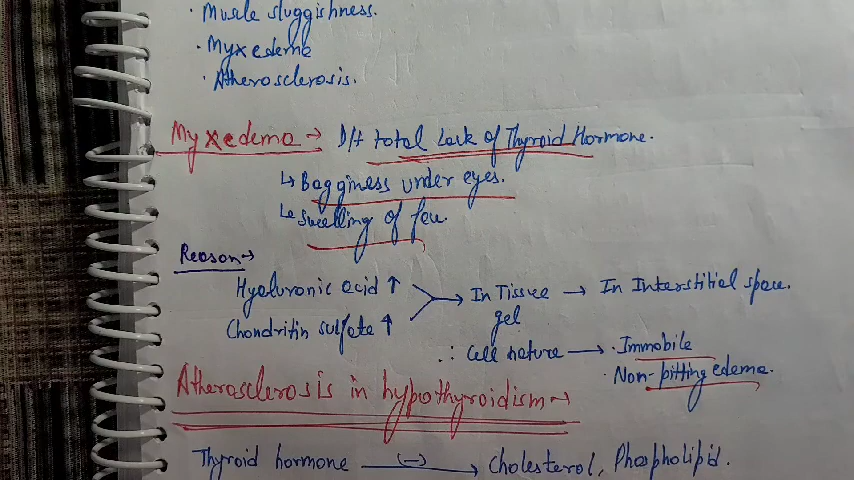 · Muscle sluggishness.
· Myxedema
· Atherosclerosis.
Myxedema → D/t total Lack of Thyroid Hormone.
↳ Bagginess under eyes.
↳ Swelling of face.
Reason →
Hyaluronic acid ↑
Chondritin sulfate ↑
→ In Tissue gel → In Interstitial space.
∴ Cell nature → · Immobile
· Non-pitting edema.
Atherosclerosis in hypothyroidism →
Thyroid hormone (-) → Cholesterol, Phospholipid.